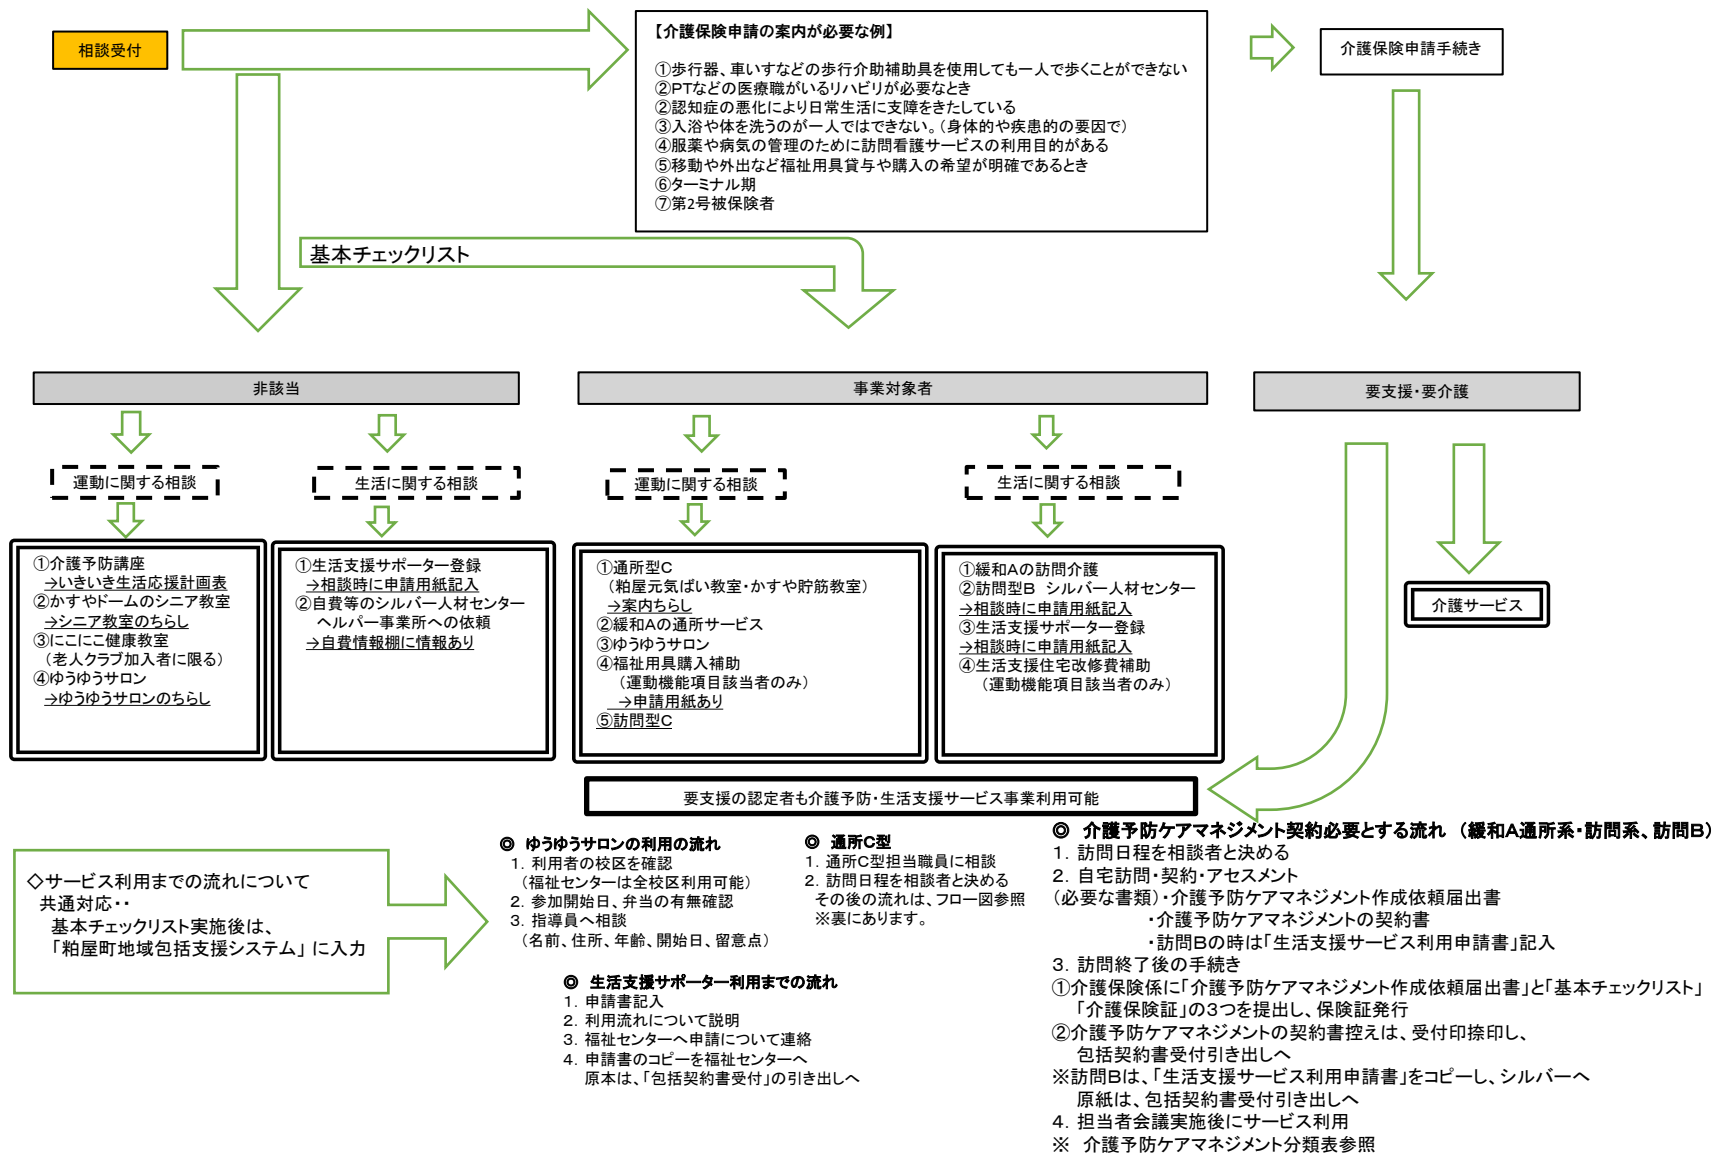 相談受付
【介護保険申請の案内が必要な例】
①歩行器、車いすなどの歩行介助補助具を使用しても一人で歩くことができない
②PTなどの医療職がいるリハビリが必要なとき
②認知症の悪化により日常生活に支障をきたしている
③入浴や体を洗うのが一人ではできない。(身体的や疾患的の要因で)
④服薬や病気の管理のために訪問看護サービスの利用目的がある
⑤移動や外出など福祉用具貸与や購入の希望が明確であるとき
⑥ターミナル期
⑦第2号被保険者
介護保険申請手続き
基本チェックリスト
非該当
事業対象者
要支援・要介護
運動に関する相談
生活に関する相談
運動に関する相談
生活に関する相談
①介護予防講座
→いきいき生活応援計画表
②かすやドームのシニア教室
→シニア教室のちらし
③にこにこ健康教室
(老人クラブ加入者に限る)
④ゆうゆうサロン
→ゆうゆうサロンのちらし
①生活支援サポーター登録
→相談時に申請用紙記入
②自費等のシルバー人材センター
ヘルパー事業所への依頼
→自費情報棚に情報あり
①通所型C
(粕屋元気ばい教室・かすや貯筋教室)
→案内ちらし
②緩和Aの通所サービス
③ゆうゆうサロン
④福祉用具購入補助
(運動機能項目該当者のみ)
→申請用紙あり
⑤訪問型C
①緩和Aの訪問介護
②訪問型B シルバー人材センター
→相談時に申請用紙記入
③生活支援サポーター登録
→相談時に申請用紙記入
④生活支援住宅改修費補助
(運動機能項目該当者のみ)
介護サービス
要支援の認定者も介護予防・生活支援サービス事業利用可能
◇サービス利用までの流れについて
共通対応・・
基本チェックリスト実施後は、
「粕屋町地域包括支援システム」に入力
◎ ゆうゆうサロンの利用の流れ
1. 利用者の校区を確認
(福祉センターは全校区利用可能)
2. 参加開始日、弁当の有無確認
3. 指導員へ相談
(名前、住所、年齢、開始日、留意点)
◎ 通所C型
1. 通所C型担当職員に相談
2. 訪問日程を相談者と決める
その後の流れは、フロー図参照
※裏にあります。
◎ 生活支援サポーター利用までの流れ
1. 申請書記入
2. 利用流れについて説明
3. 福祉センターへ申請について連絡
4. 申請書のコピーを福祉センターへ
原本は、「包括契約書受付」の引き出しへ
◎ 介護予防ケアマネジメント契約必要とする流れ (緩和A通所系・訪問系、訪問B)
1. 訪問日程を相談者と決める
2. 自宅訪問・契約・アセスメント
(必要な書類)・介護予防ケアマネジメント作成依頼届出書
・介護予防ケアマネジメントの契約書
・訪問Bの時は「生活支援サービス利用申請書」記入
3. 訪問終了後の手続き
①介護保険係に「介護予防ケアマネジメント作成依頼届出書」と「基本チェックリスト」
「介護保険証」の3つを提出し、保険証発行
②介護予防ケアマネジメントの契約書控えは、受付印捺印し、
包括契約書受付引き出しへ
※訪問Bは、「生活支援サービス利用申請書」をコピーし、シルバーへ
原紙は、包括契約書受付引き出しへ
4. 担当者会議実施後にサービス利用
※ 介護予防ケアマネジメント分類表参照